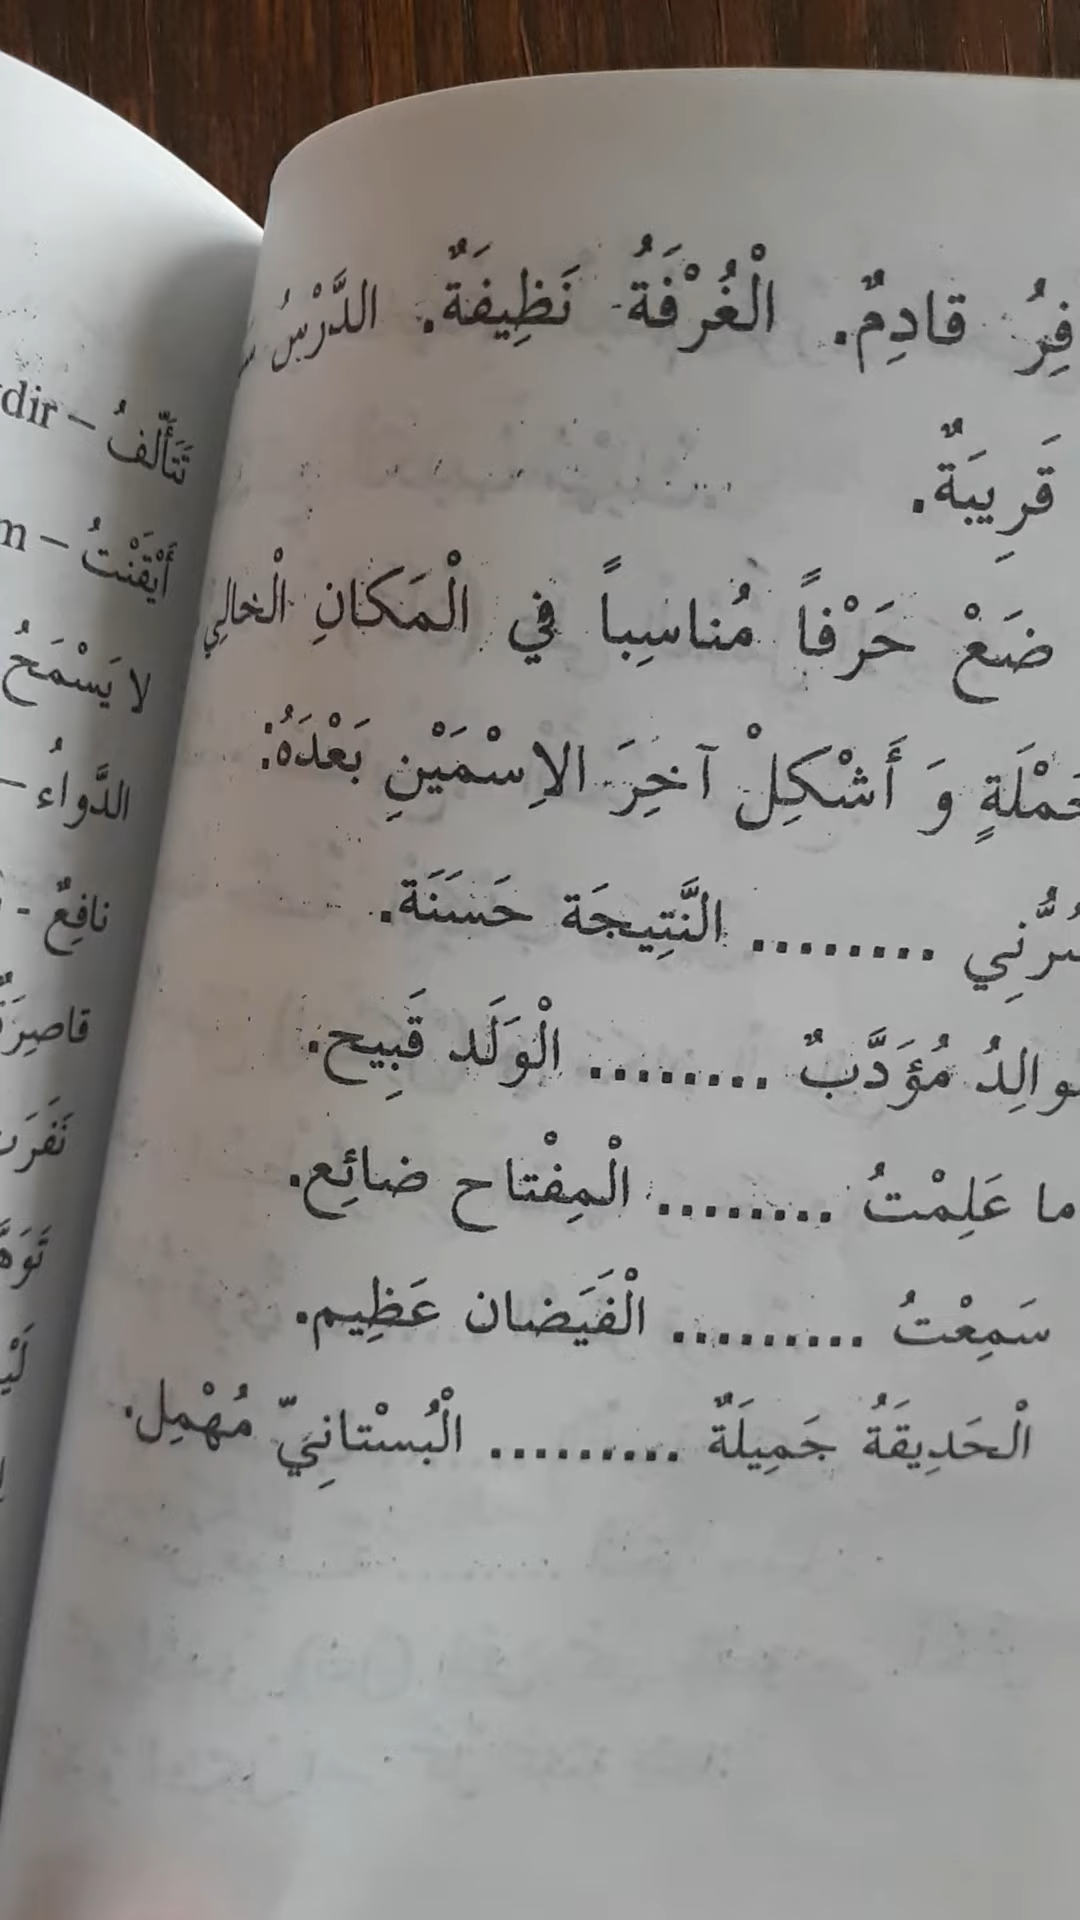 قادِمٌ. الْغُرْفَةُ نَظِيفَةٌ. الدَّرْسُ
قَرِيبَةٌ.
ضَعْ حَرْفاً مُناسِباً في الْمَكانِ الْخالِي
وَ أَشْكِلْ آخِرَ الاِسْمَيْنِ بَعْدَهُ:
......... النَّتِيجَة حَسَنَة.
مُؤَدَّبٌ ........ الْوَلَد قَبِيح.
ما عَلِمْتُ ........ الْمِفْتاح ضائِع.
سَمِعْتُ ......... الْفَيَضان عَظِيم.
الْحَدِيقَةُ جَمِيلَةٌ ......... الْبُسْتانِيّ مُهْمِل.
dir – تَتَأَلَّفُ
m – أَيْقَنْتُ
لا يَسْمَحُ
الدَّواءُ –
نافِعٌ -